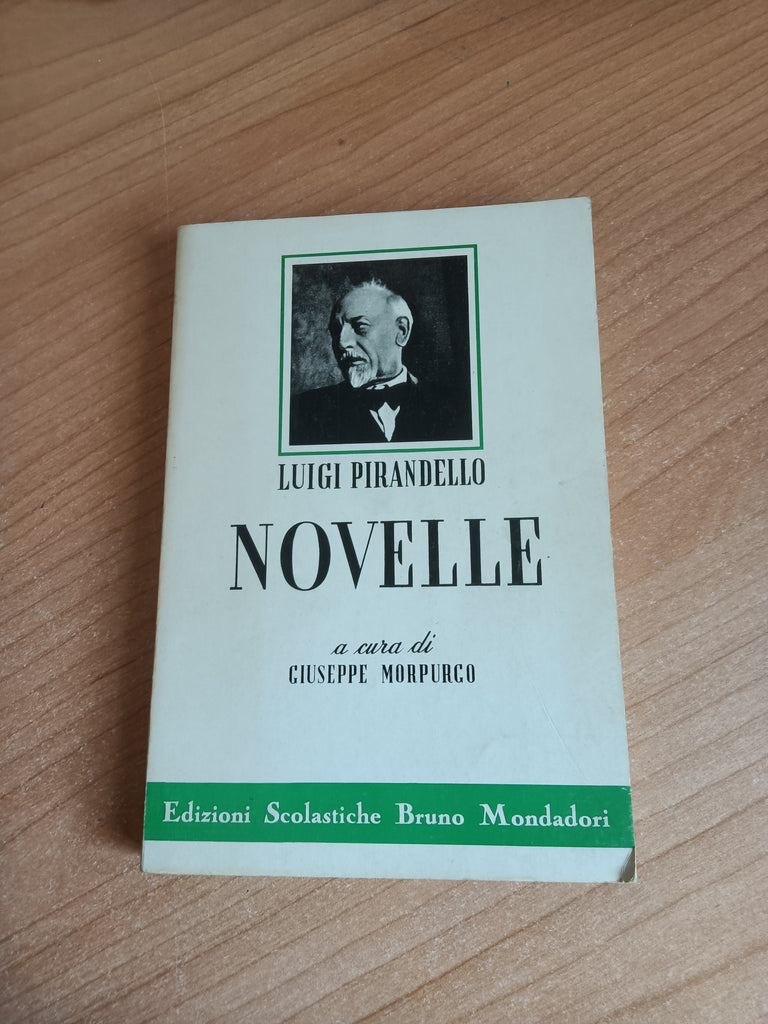 LUIGI PIRANDELLO
NOVELLE
a cura di
GIUSEPPE MORPURGO
Edizioni Scolastiche Bruno Mondadori